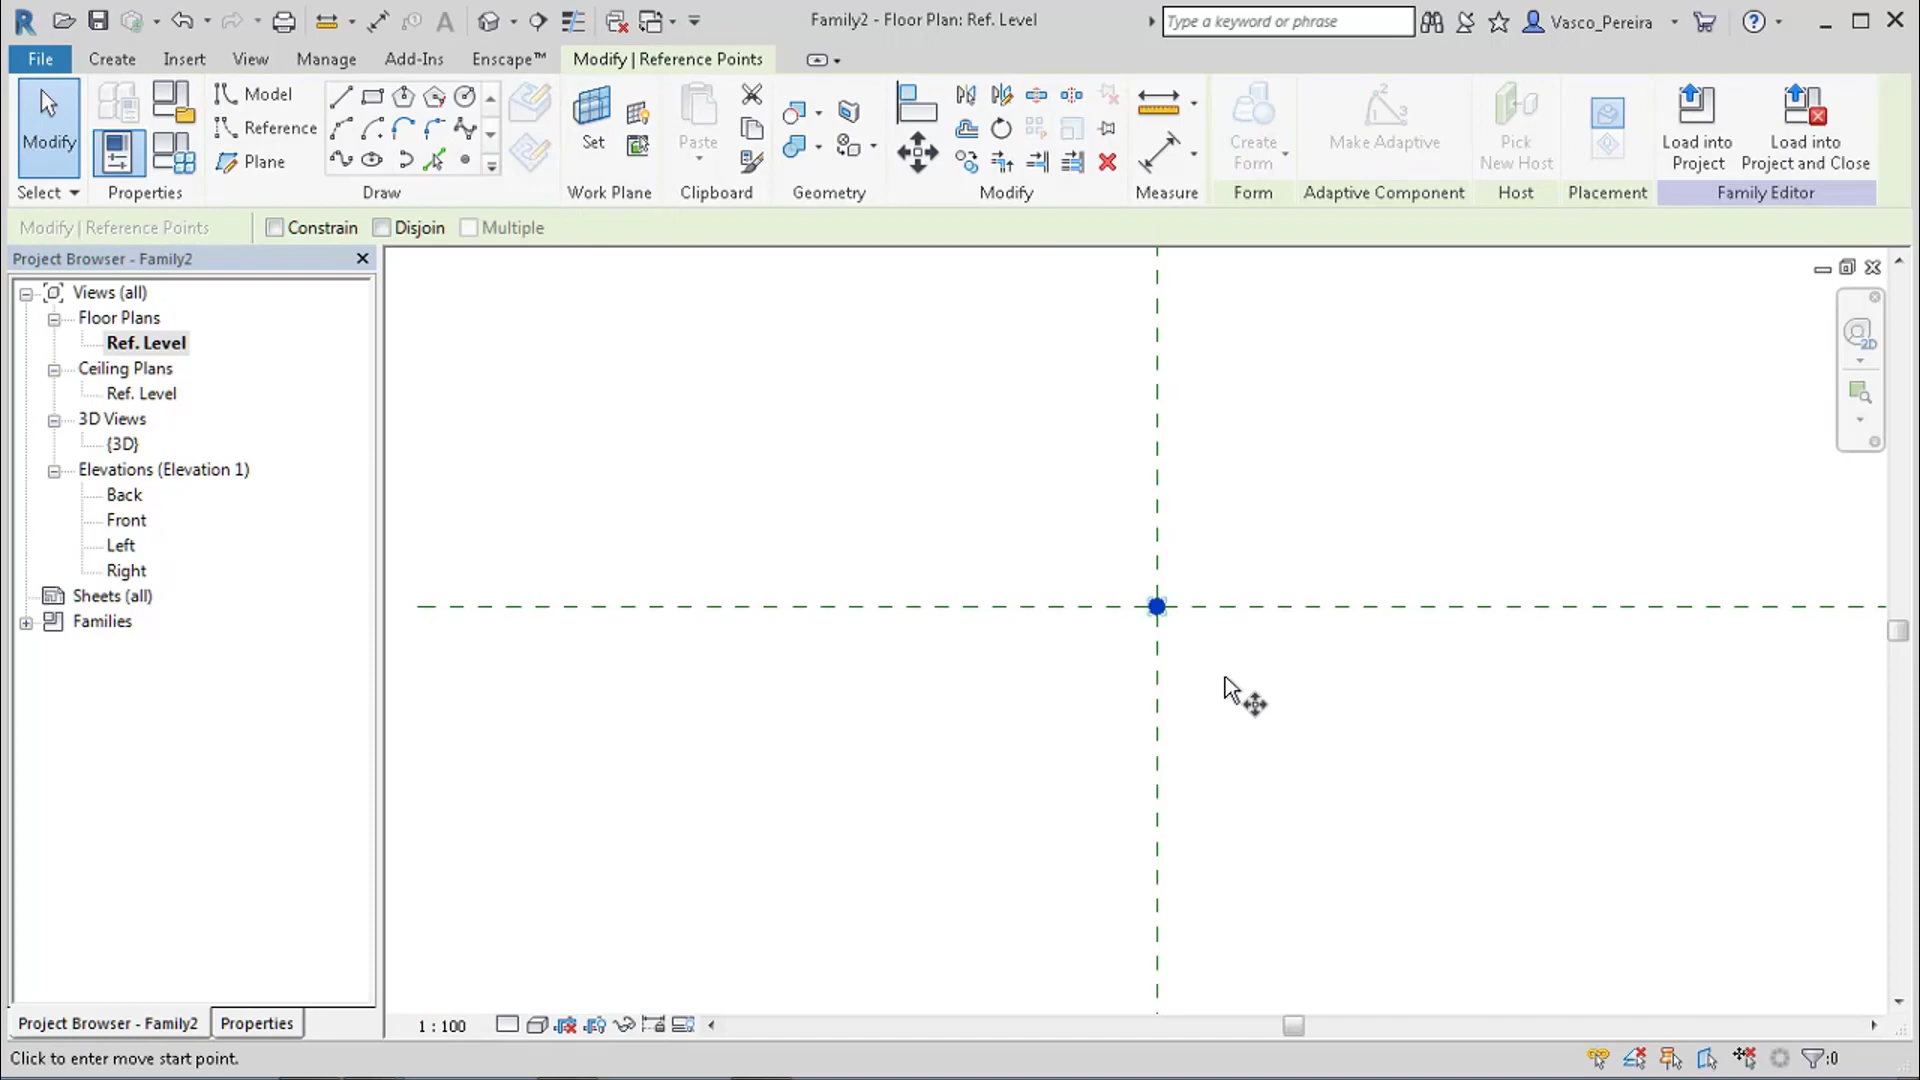 Family2 - Floor Plan: Ref. Level
Type a keyword or phrase
Vasco_Pereira
File
Create
Insert
View
Manage
Add-Ins
Enscape™
Modify | Reference Points
Modify
Select
Properties
Model
Reference
Plane
Draw
Set
Work Plane
Paste
Clipboard
Geometry
Modify
Measure
Create
Form
Form
Make Adaptive
Adaptive Component
Pick
New Host
Host
Placement
Load into
Project
Load into
Project and Close
Family Editor
Modify | Reference Points
Constrain
Disjoin
Multiple
Project Browser - Family2
Views (all)
Floor Plans
Ref. Level
Ceiling Plans
Ref. Level
3D Views
{3D}
Elevations (Elevation 1)
Back
Front
Left
Right
Sheets (all)
Families
2D
Project Browser - Family2
Properties
1 : 100
Click to enter move start point.
:0